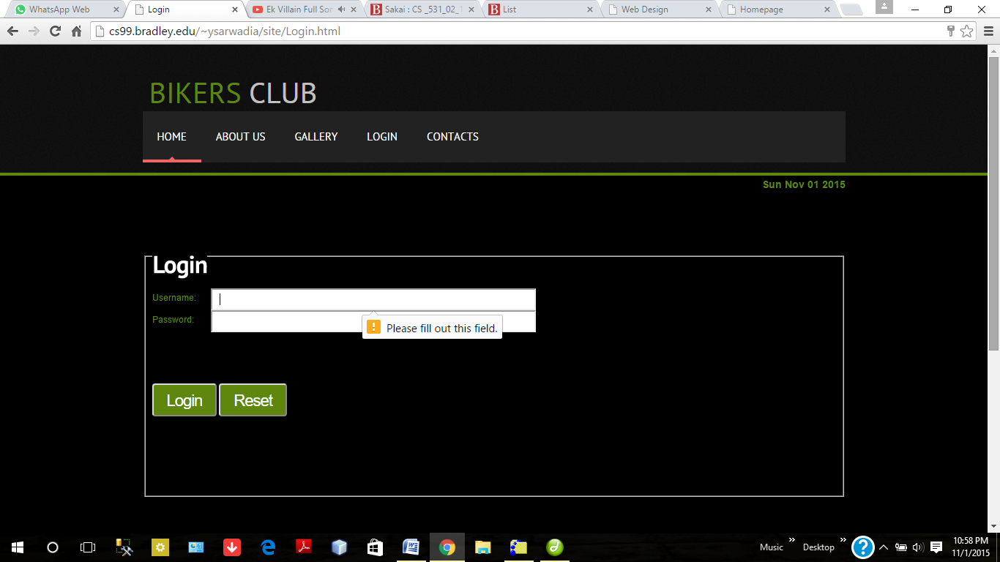 WhatsApp Web
Login
Ek Villain Full Son
Sakai : CS _531_02_1
List
Web Design
Homepage
cs99.bradley.edu/~ysarwadia/site/Login.html
BIKERS CLUB
HOME ABOUT US GALLERY LOGIN CONTACTS
Sun Nov 01 2015
Login
Username:
Password:
Please fill out this field.
Login Reset
Music
Desktop
10:58 PM
11/1/2015